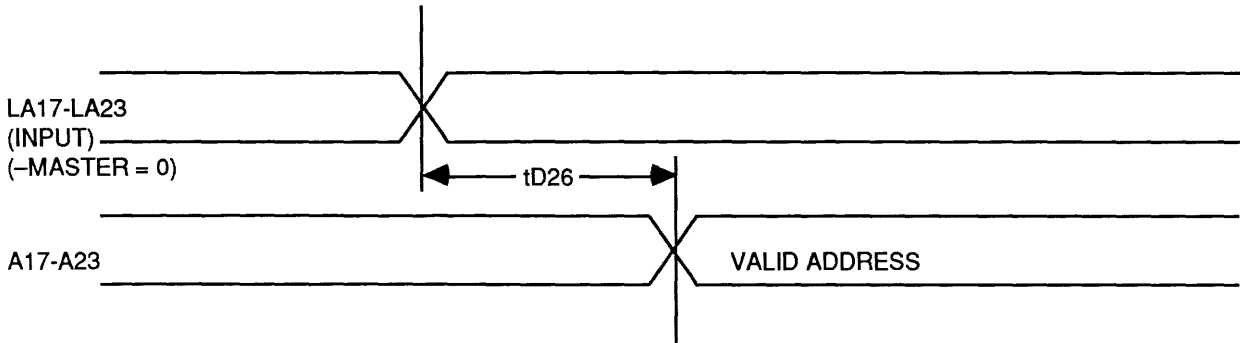 LA17-LA23
(INPUT)
(–MASTER = 0)
tD26
A17-A23
VALID ADDRESS